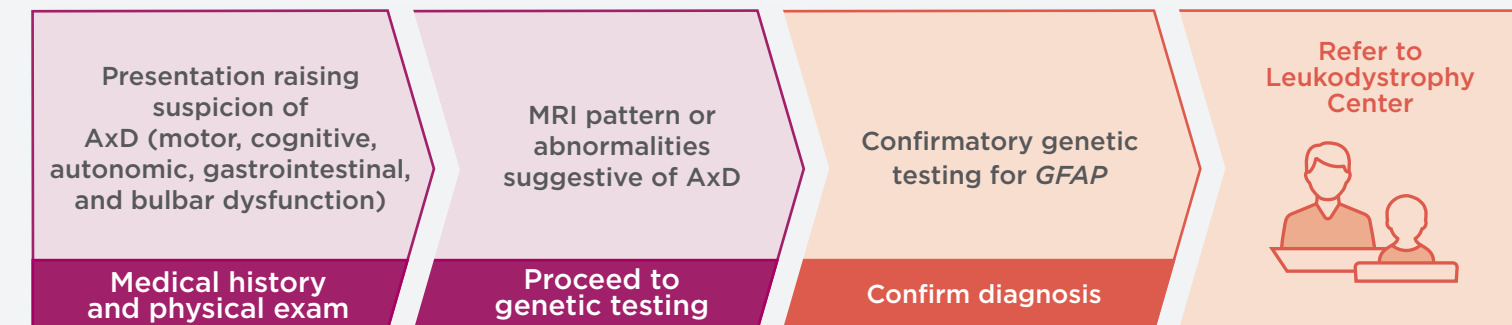 Presentation raising
suspicion of
AxD (motor, cognitive,
autonomic, gastrointestinal,
and bulbar dysfunction)
Medical history
and physical exam
MRI pattern or
abnormalities
suggestive of AxD
Proceed to
genetic testing
Confirmatory genetic
testing for GFAP
Confirm diagnosis
Refer to
Leukodystrophy
Center